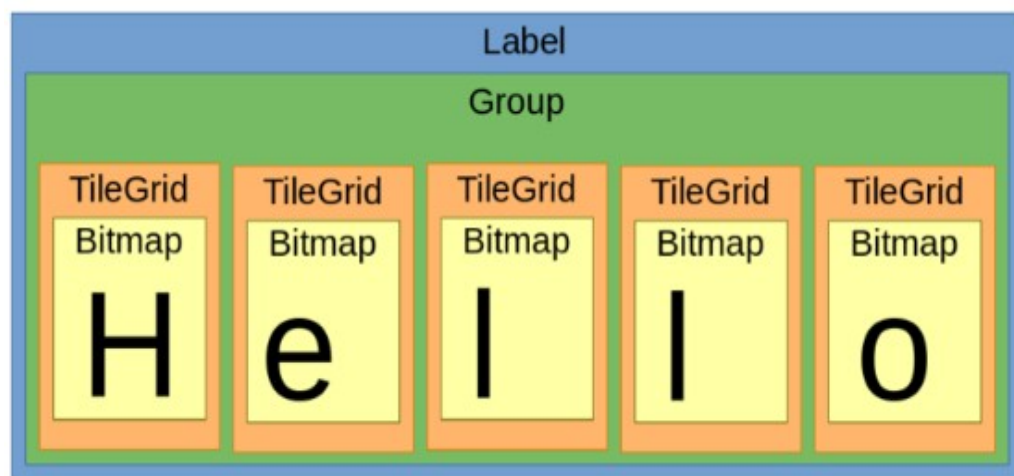 Label
Group
TileGrid TileGrid TileGrid TileGrid TileGrid
Bitmap Bitmap Bitmap Bitmap Bitmap
H e l l o